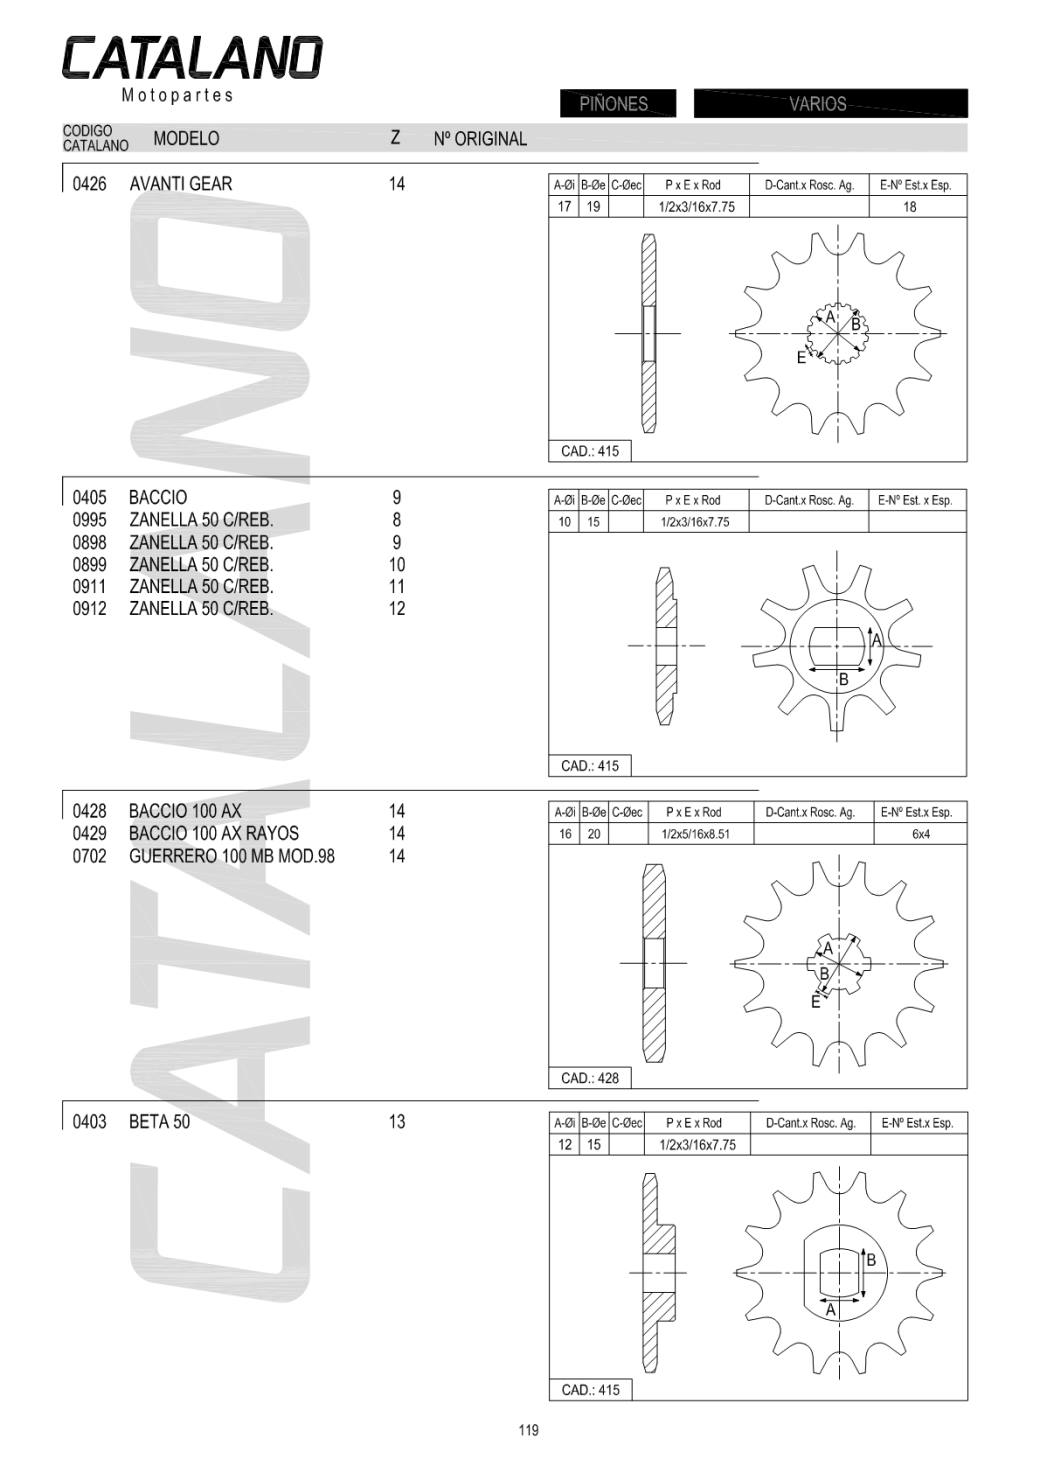 CATALANO
Motopartes
PIÑONES VARIOS
CODIGO CATALANO MODELO Z Nº ORIGINAL
0426 AVANTI GEAR 14
A-Øi B-Øe C-Øec P x E x Rod D-Cant.x Rosc. Ag. E-Nº Est.x Esp.
17 19 1/2x3/16x7.75 18
A B
E
CAD.: 415
0405 BACCIO 9
0995 ZANELLA 50 C/REB. 8
0898 ZANELLA 50 C/REB. 9
0899 ZANELLA 50 C/REB. 10
0911 ZANELLA 50 C/REB. 11
0912 ZANELLA 50 C/REB. 12
A-Øi B-Øe C-Øec P x E x Rod D-Cant.x Rosc. Ag. E-Nº Est. x Esp.
10 15 1/2x3/16x7.75
A
B
CAD.: 415
0428 BACCIO 100 AX 14
0429 BACCIO 100 AX RAYOS 14
0702 GUERRERO 100 MB MOD.98 14
A-Øi B-Øe C-Øec P x E x Rod D-Cant.x Rosc. Ag. E-Nº Est.x Esp.
16 20 1/2x5/16x8.51 6x4
A
B
E
CAD.: 428
0403 BETA 50 13
A-Øi B-Øe C-Øec P x E x Rod D-Cant.x Rosc. Ag. E-Nº Est.x Esp.
12 15 1/2x3/16x7.75
B
A
CAD.: 415
CATALANO
119